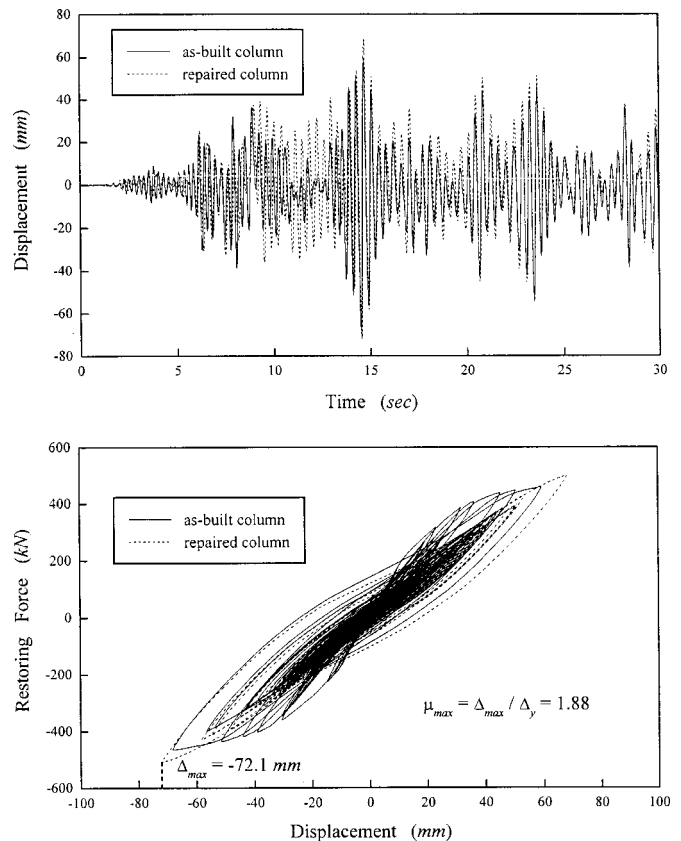 80
60
40
20
0
-20
-40
-60
-80
Displacement (mm)
as-built column
repaired column
0 5 10 15 20 25 30
Time (sec)
600
400
200
0
-200
-400
-600
Restoring Force (kN)
as-built column
repaired column
μmax = Δmax / Δy = 1.88
Δmax = -72.1 mm
-100 -80 -60 -40 -20 0 20 40 60 80 100
Displacement (mm)